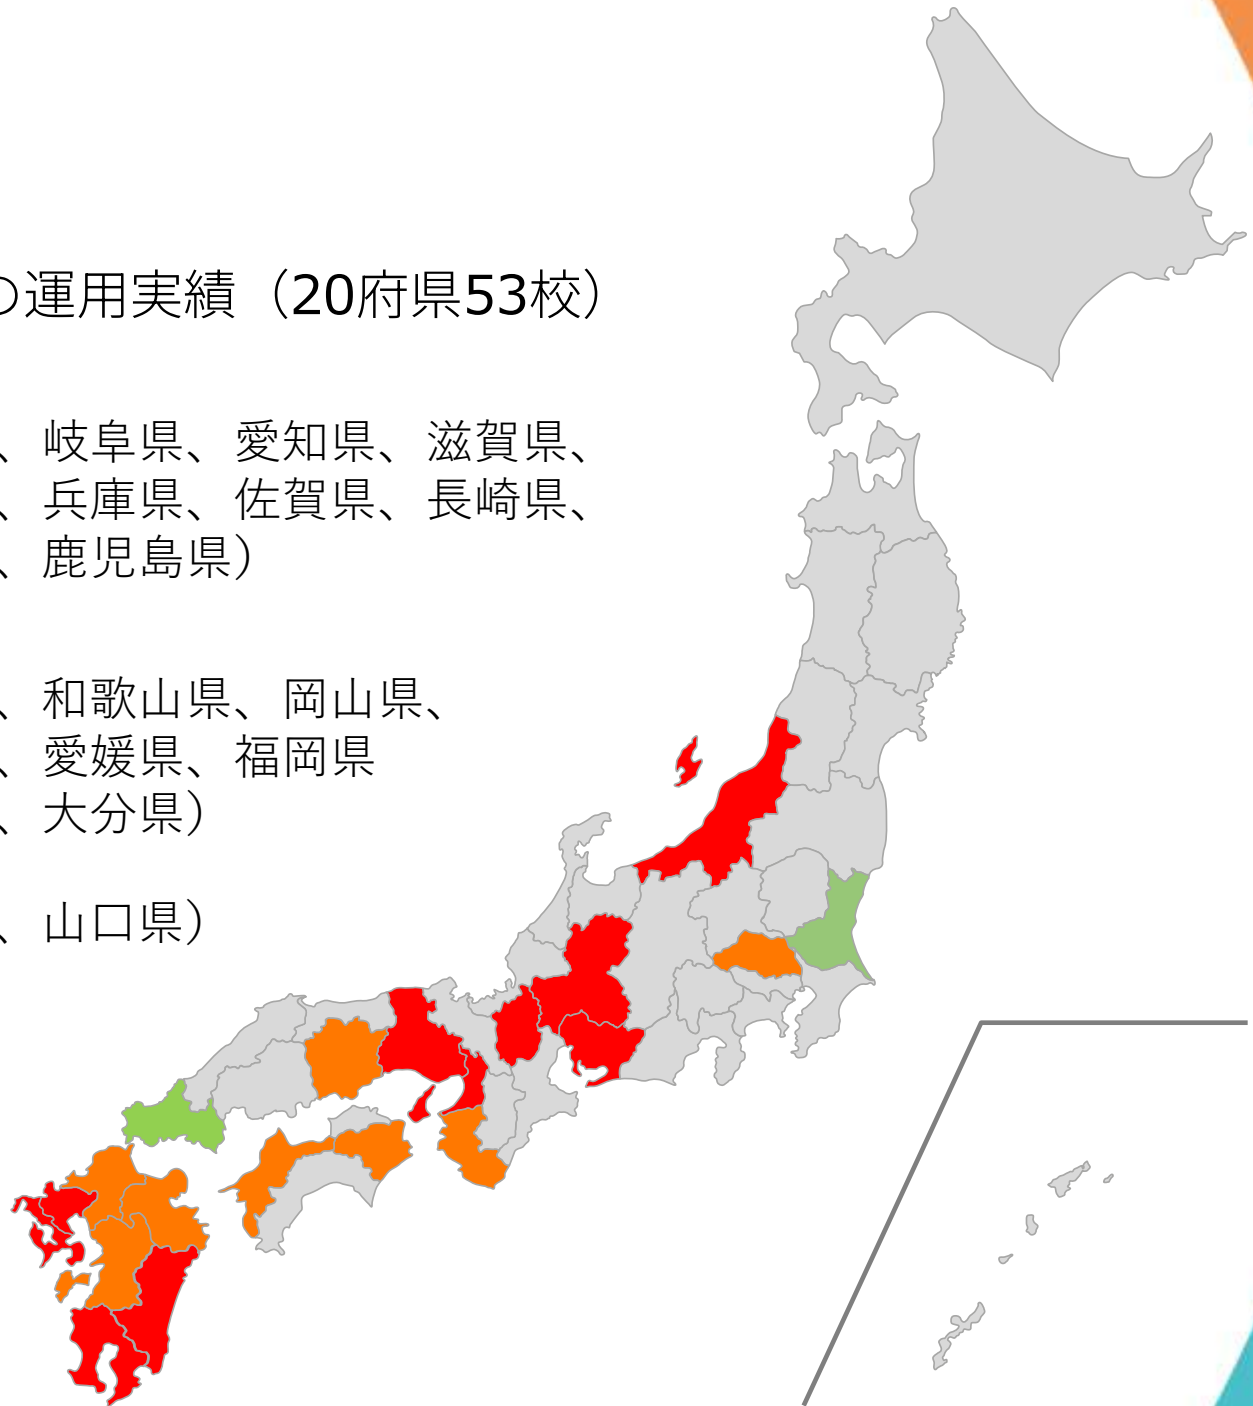 の運用実績（20府県53校）
、岐阜県、愛知県、滋賀県、
、兵庫県、佐賀県、長崎県、
、鹿児島県）
、和歌山県、岡山県、
、愛媛県、福岡県
、大分県）
、山口県）